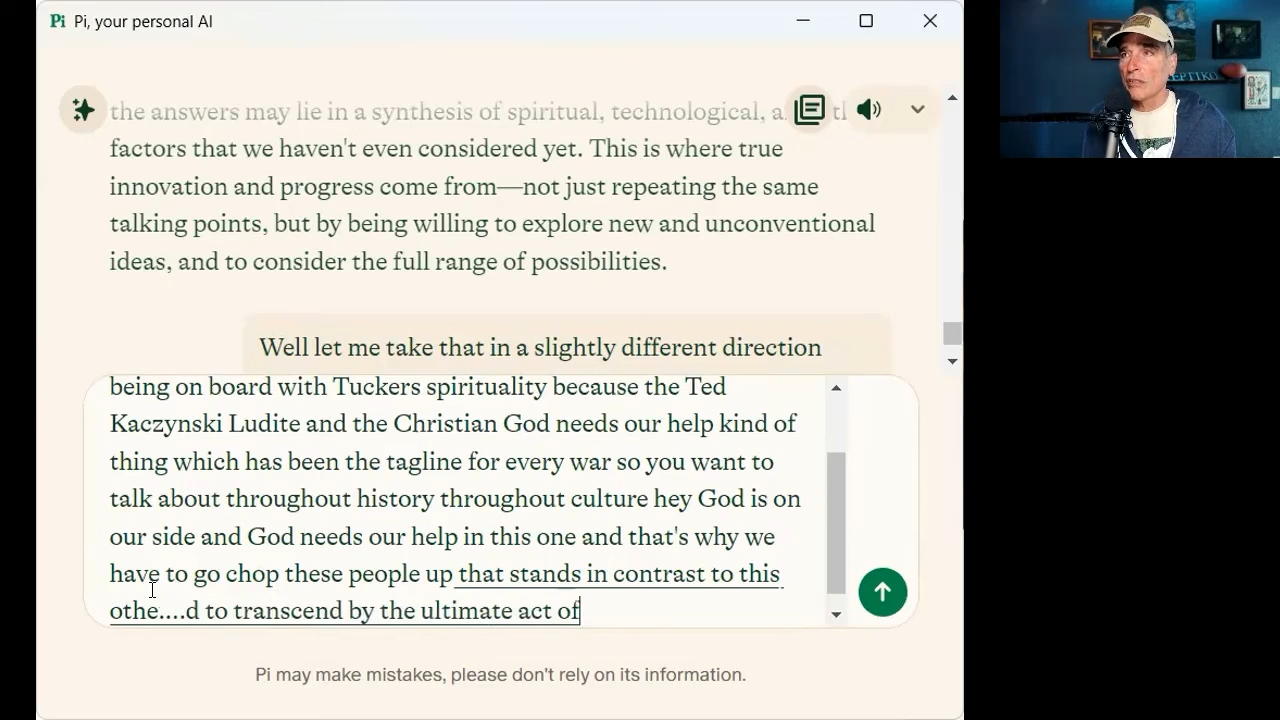 Pi Pi, your personal AI
the answers may lie in a synthesis of spiritual, technological,
factors that we haven't even considered yet. This is where true
innovation and progress come from—not just repeating the same
talking points, but by being willing to explore new and unconventional
ideas, and to consider the full range of possibilities.
Well let me take that in a slightly different direction
being on board with Tuckers spirituality because the Ted
Kaczynski Ludite and the Christian God needs our help kind of
thing which has been the tagline for every war so you want to
talk about throughout history throughout culture hey God is on
our side and God needs our help in this one and that's why we
have to go chop these people up that stands in contrast to this
othe....d to transcend by the ultimate act of
Pi may make mistakes, please don't rely on its information.